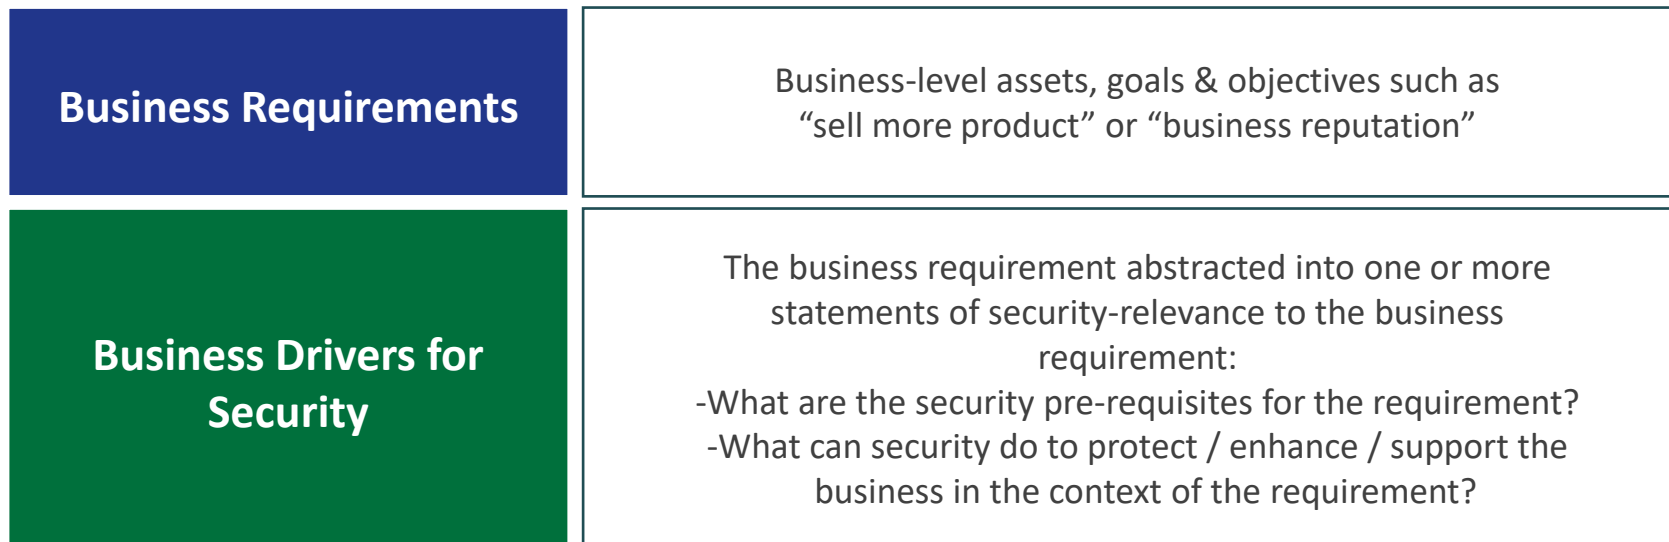 Business Requirements
Business-level assets, goals & objectives such as
“sell more product” or “business reputation”
Business Drivers for
Security
The business requirement abstracted into one or more
statements of security-relevance to the business
requirement:
-What are the security pre-requisites for the requirement?
-What can security do to protect / enhance / support the
business in the context of the requirement?